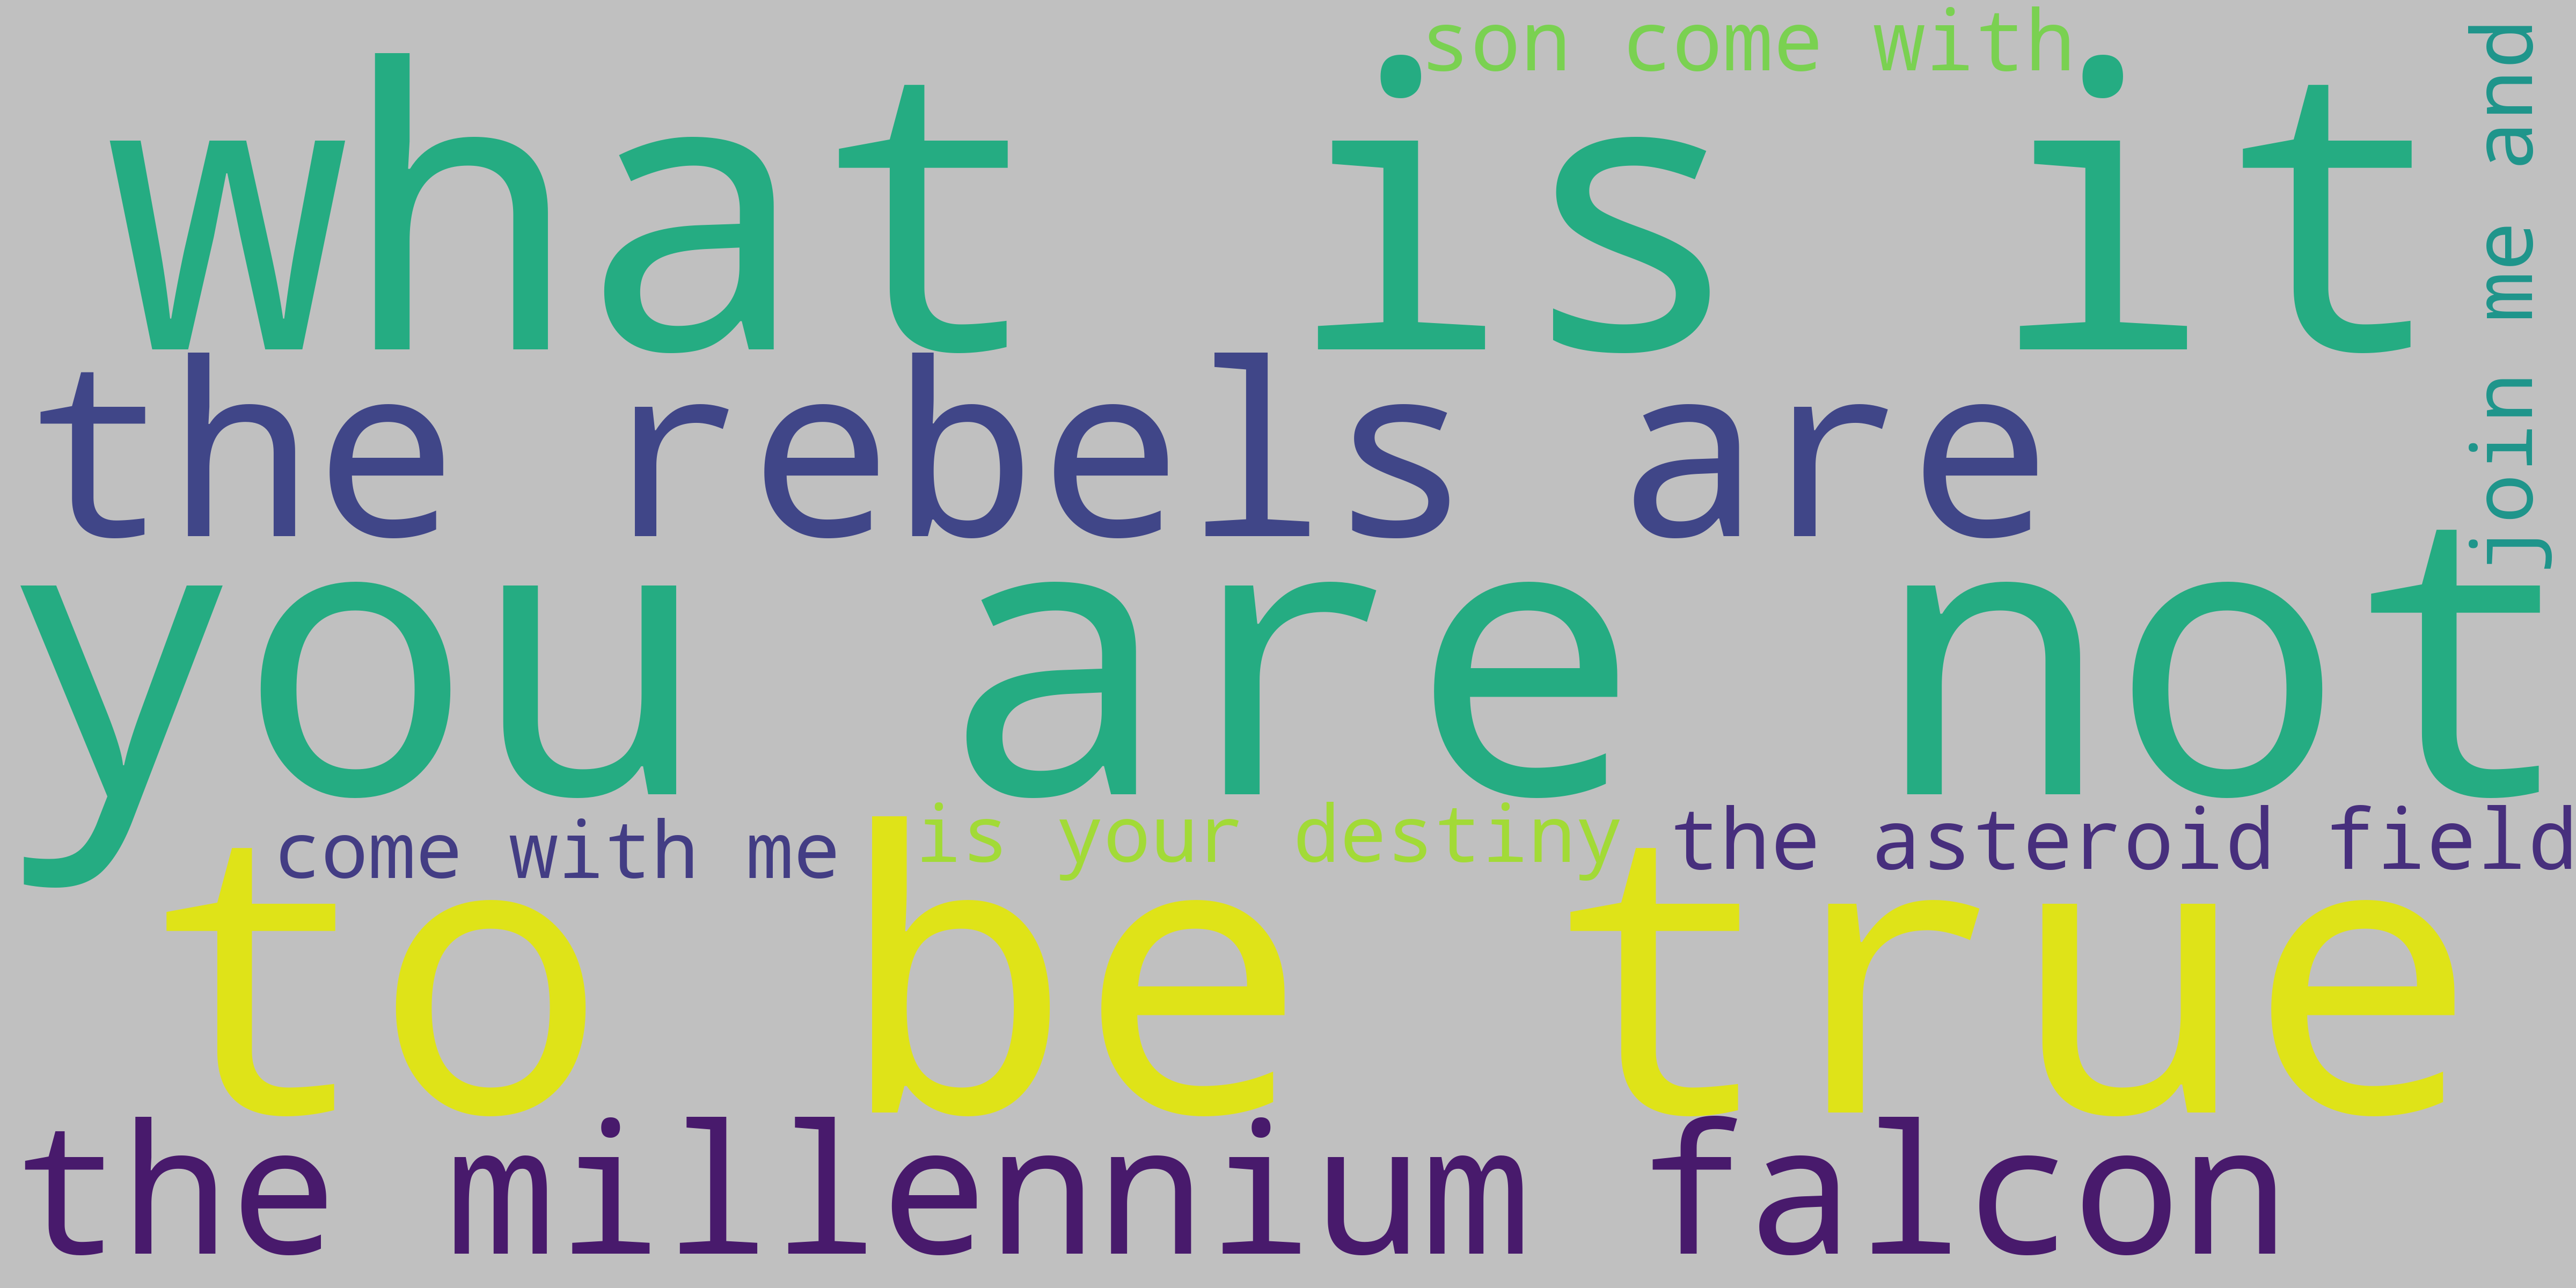 son come with
what is it
join me and
the rebels are
you are not
come with me
is your destiny
the asteroid field
to be true
the millennium falcon